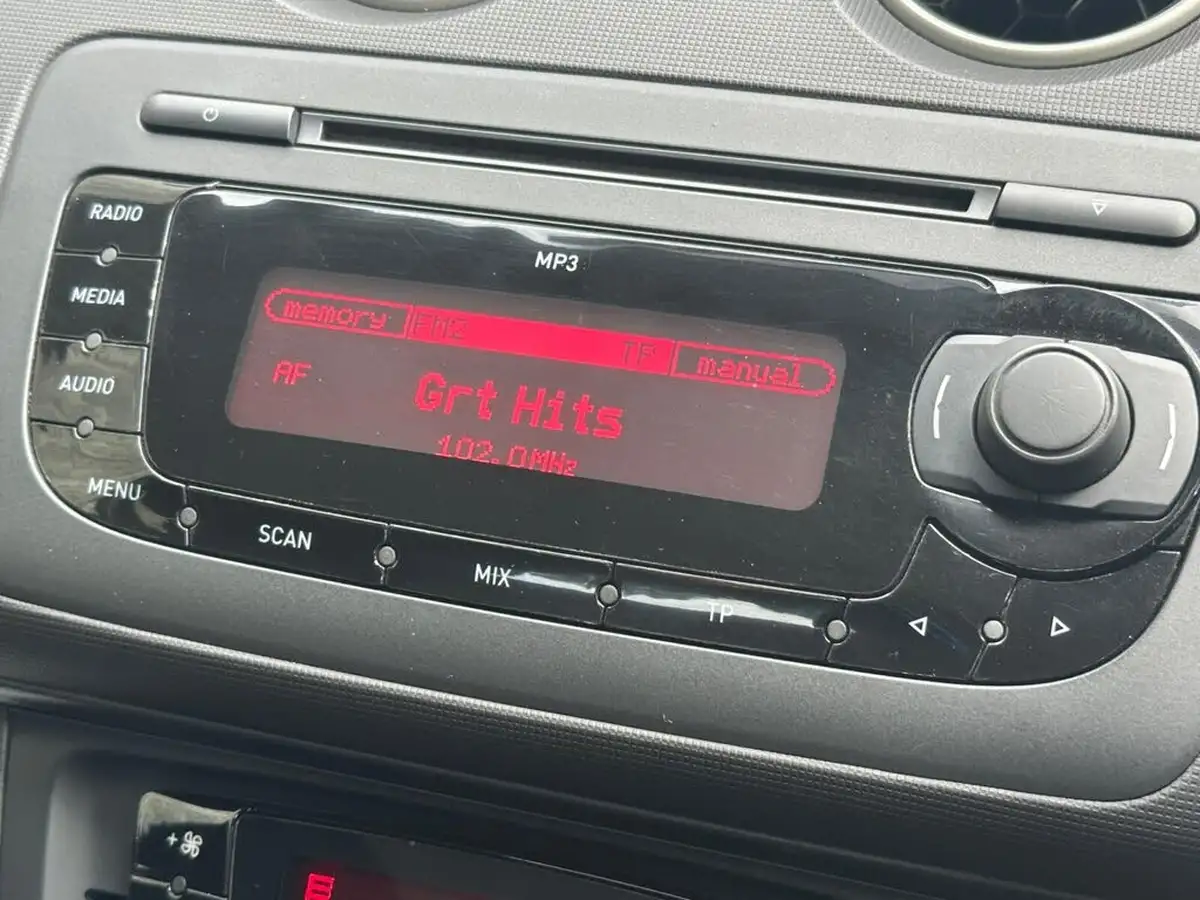 RADIO
MP3
MEDIA
memory FM2 TP manual
AUDIO
AF Grt Hits
102.0MHz
MENU
SCAN
MIX
TP